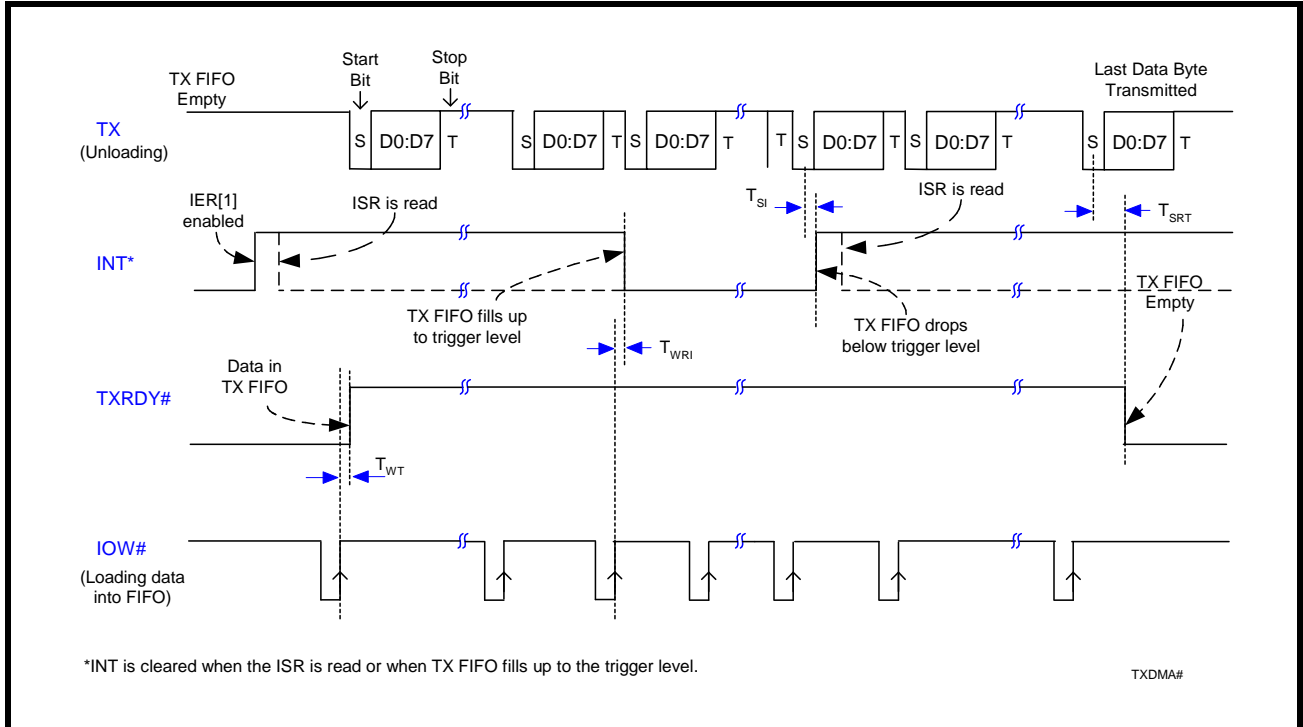 TX FIFO
Empty
Start
Bit
Stop
Bit
Last Data Byte
Transmitted
TX
(Unloading)
S D0:D7 T S D0:D7 T S D0:D7 T T S D0:D7 T S D0:D7 T S D0:D7 T
IER[1]
enabled
ISR is read
TSI
ISR is read
TSRT
INT*
TX FIFO fills up
to trigger level
TWRI
TX FIFO drops
below trigger level
TX FIFO
Empty
Data in
TX FIFO
TXRDY#
TWT
IOW#
(Loading data
into FIFO)
*INT is cleared when the ISR is read or when TX FIFO fills up to the trigger level.
TXDMA#